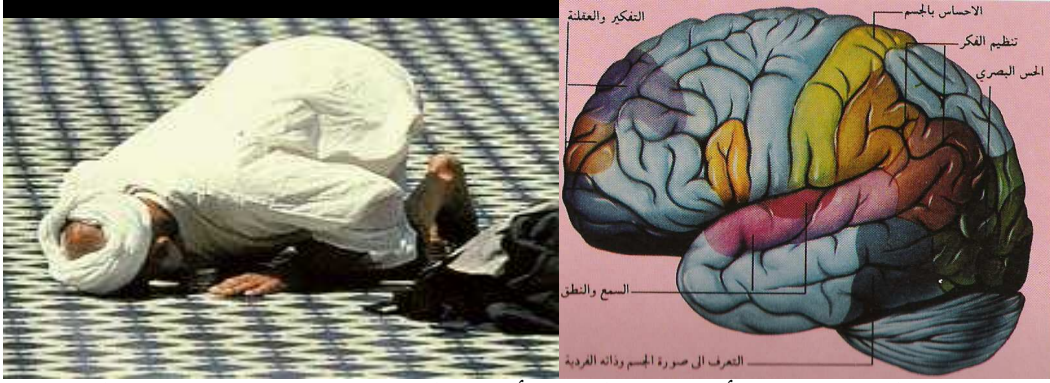 الاحساس بالجسم
التفكير والعقلنة
تنظيم الفكر
الحس البصري
السمع والنطق
التعرف الى صورة الجسم وذاته الفردية